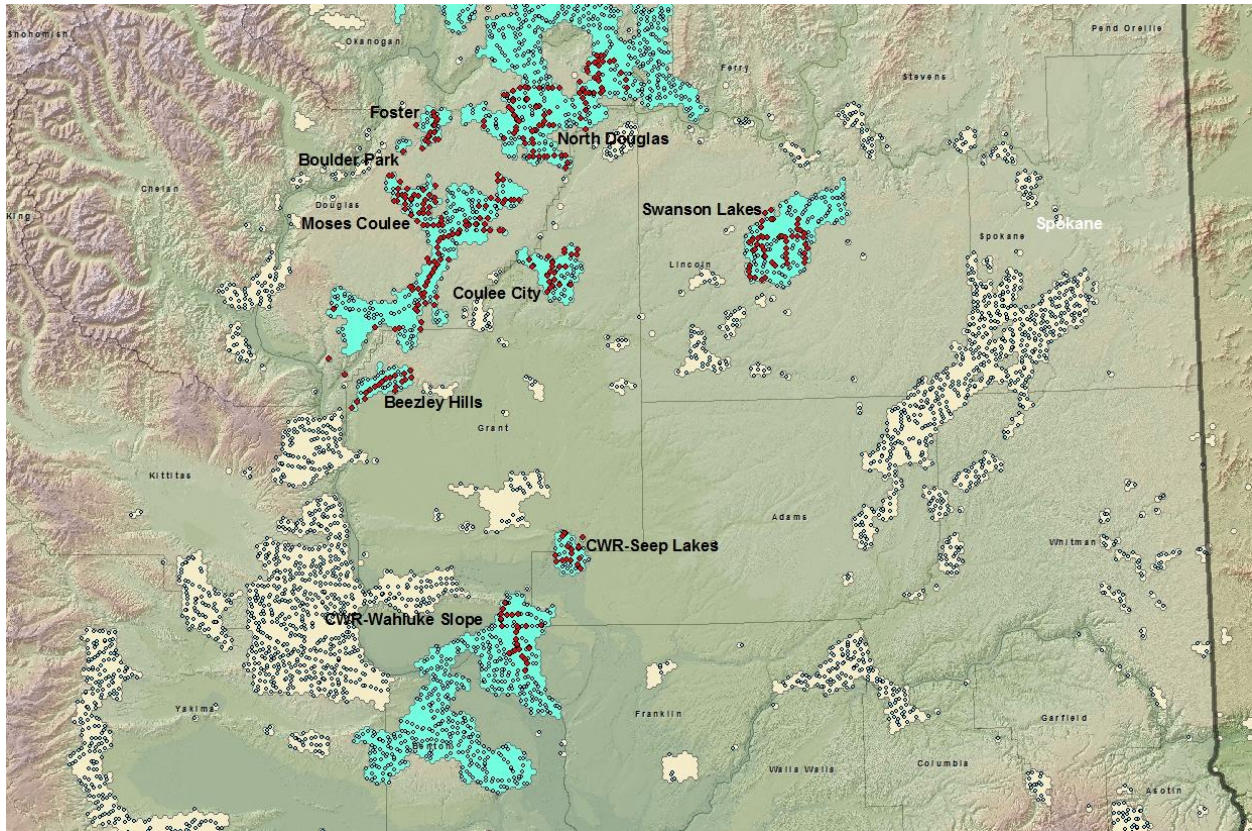 Snohomish
Okanogan
Pend Oreille
Ferry
Stevens
Foster
North Douglas
Boulder Park
Chelan
Douglas
King
Moses Coulee
Swanson Lakes
Spokane
Spokane
Lincoln
Coulee City
Beezley Hills
Grant
Kittitas
Adams
CWR-Seep Lakes
Whitman
CWR-Wahluke Slope
Yakima
Franklin
Garfield
Benton
Walla Walla
Columbia
Asotin